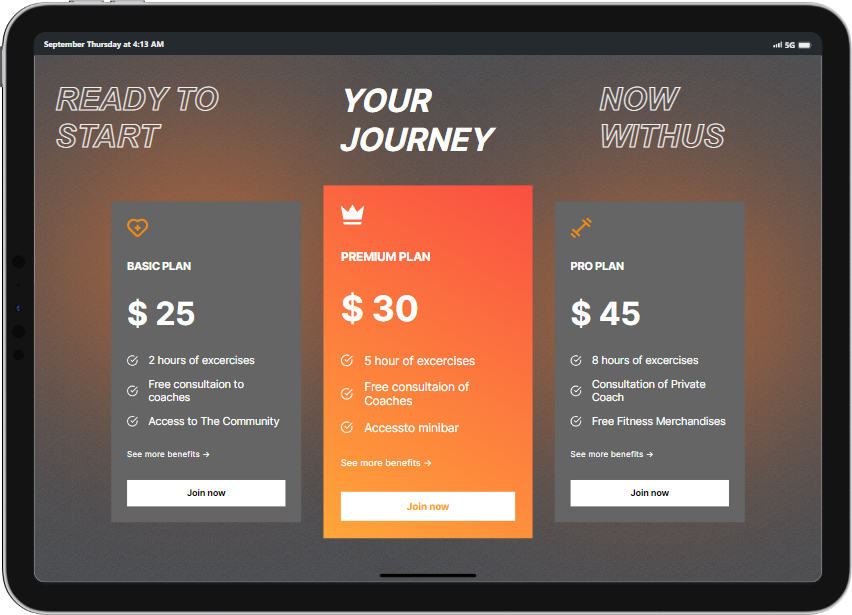 September Thursday at 4:13 AM
5G
READY TO
START
YOUR
JOURNEY
NOW
WITHUS
BASIC PLAN
$ 25
2 hours of excercises
Free consultaion to
coaches
Access to The Community
See more benefits →
Join now
PREMIUM PLAN
$ 30
5 hour of excercises
Free consultaion of
Coaches
Accessto minibar
See more benefits →
Join now
PRO PLAN
$ 45
8 hours of excercises
Consultation of Private
Coach
Free Fitness Merchandises
See more benefits →
Join now